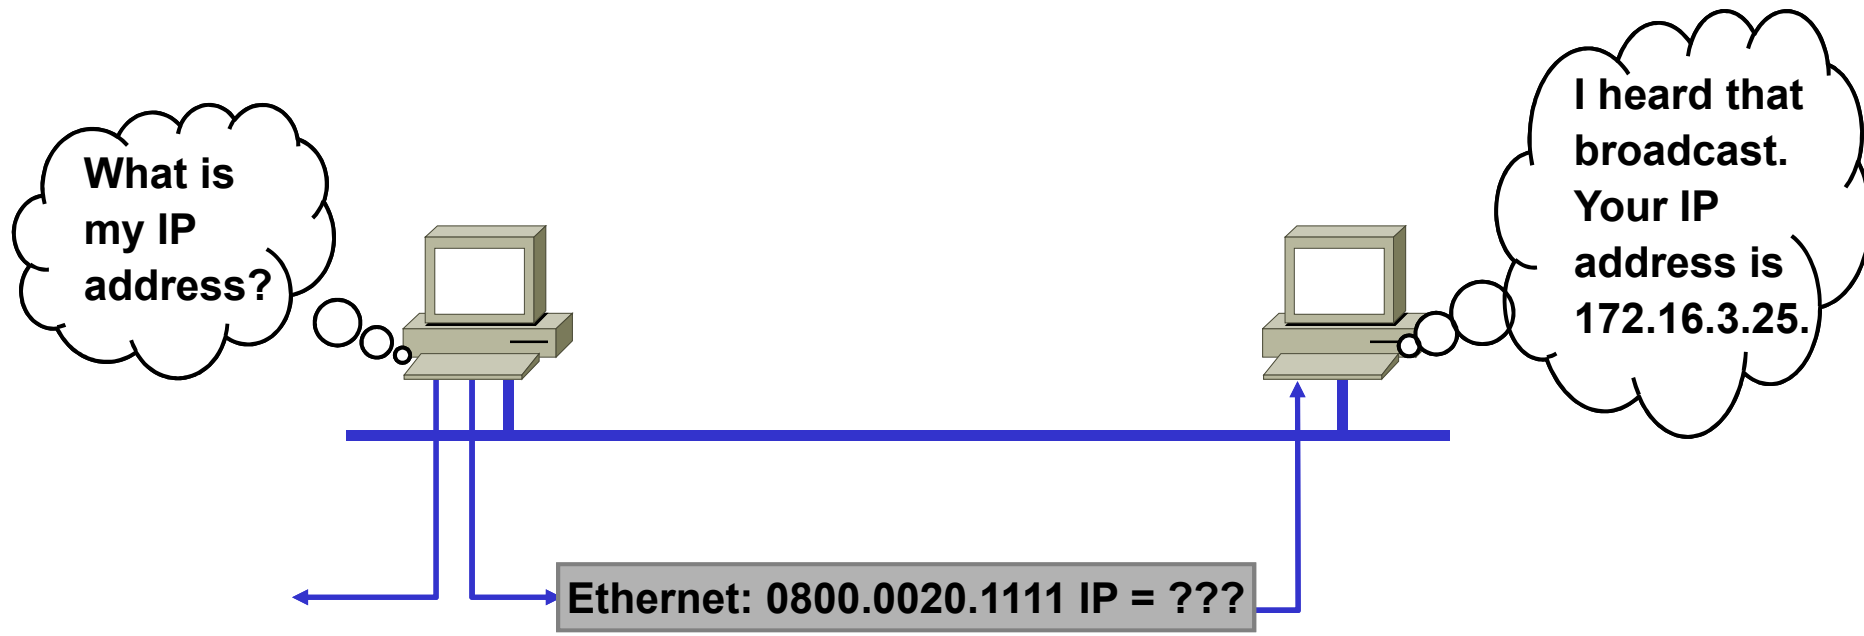 What is
my IP
address?
I heard that
broadcast.
Your IP
address is
172.16.3.25.
Ethernet: 0800.0020.1111 IP = ???